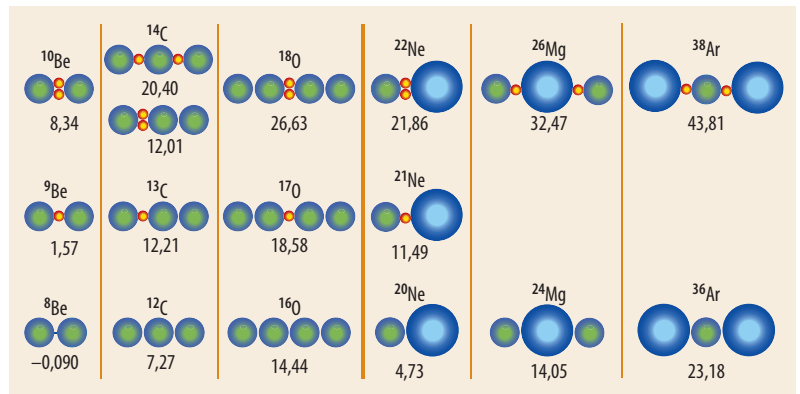 ¹⁰Be
8,34
⁹Be
1,57
⁸Be
–0,090
¹⁴C
20,40
12,01
¹³C
12,21
¹²C
7,27
¹⁸O
26,63
¹⁷O
18,58
¹⁶O
14,44
²²Ne
21,86
²¹Ne
11,49
²⁰Ne
4,73
²⁶Mg
32,47
²⁴Mg
14,05
³⁸Ar
43,81
³⁶Ar
23,18